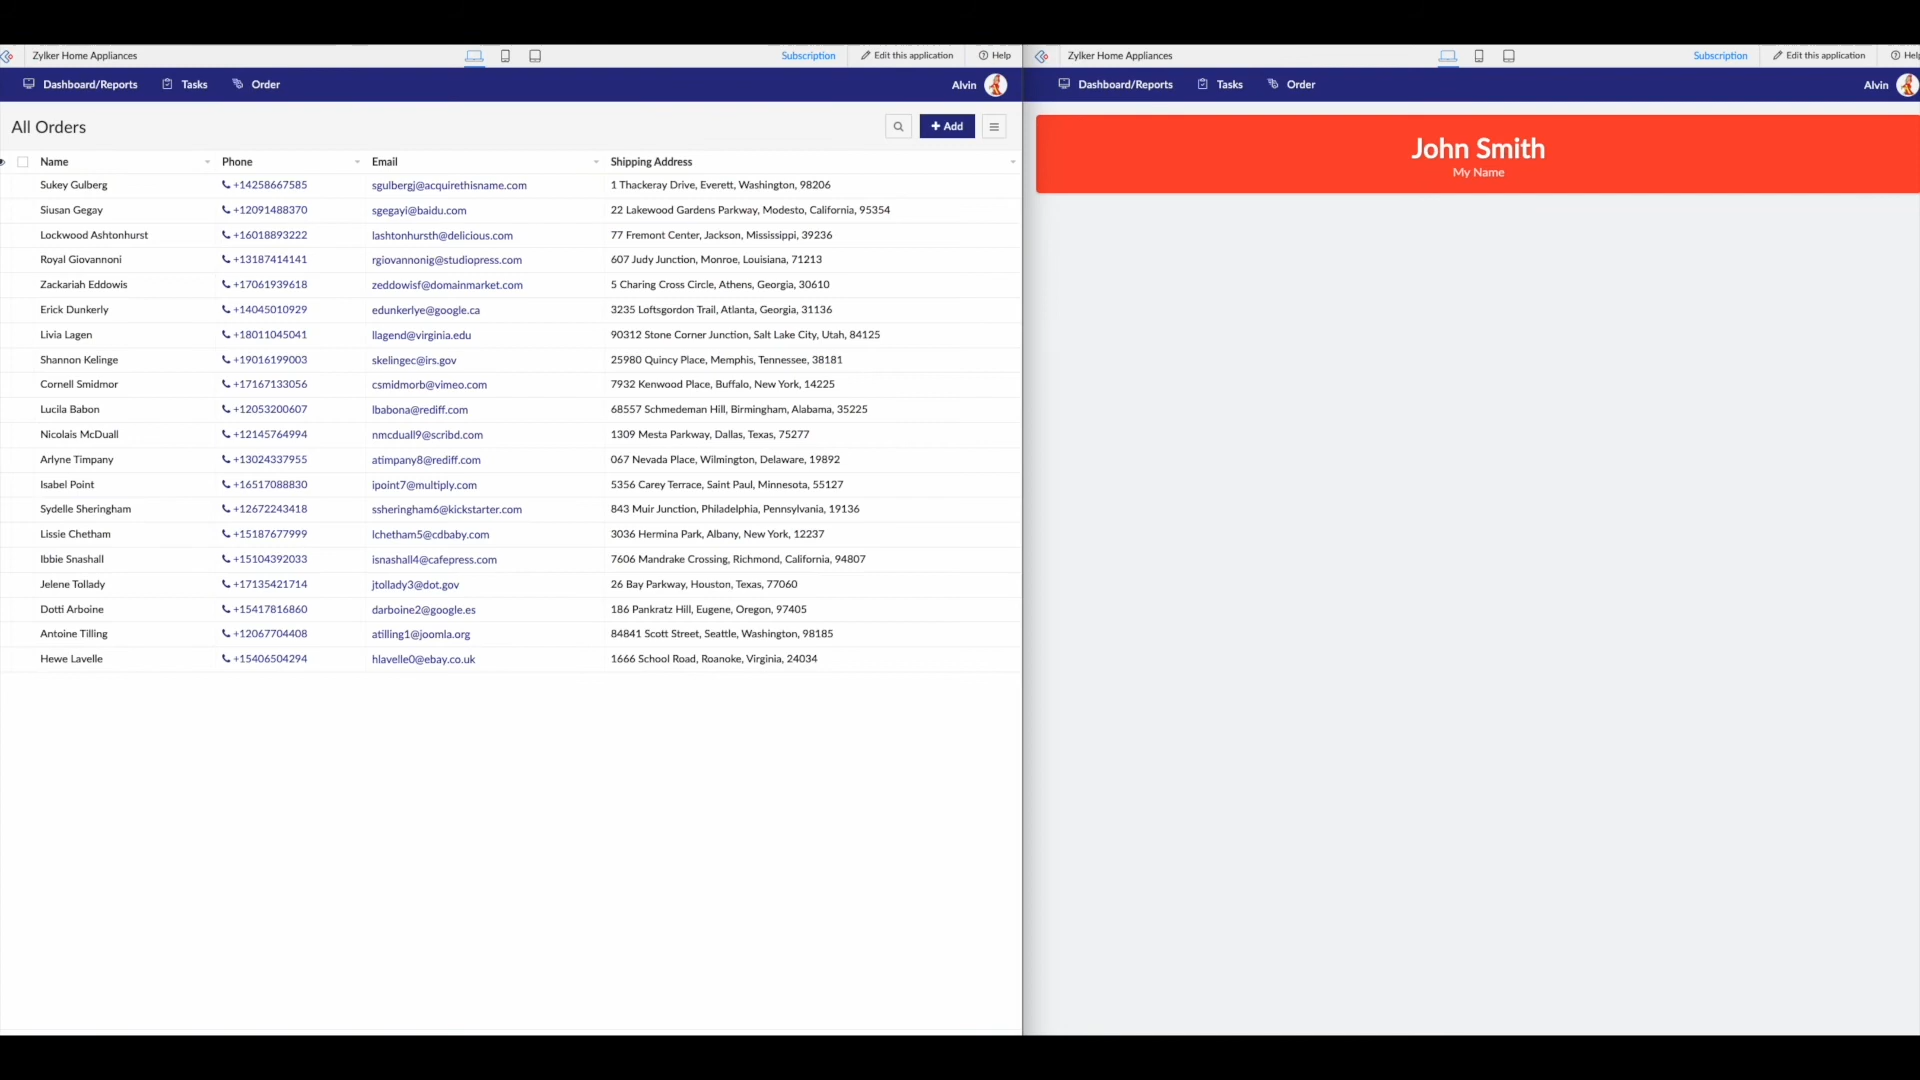 Zylker Home Appliances Subscription Edit this application Help
Dashboard/Reports Tasks Order Alvin
All Orders + Add
Name Phone Email Shipping Address
Sukey Gulberg +14258667585 sgulbergj@acquirethisname.com 1 Thackeray Drive, Everett, Washington, 98206
Siusan Gegay +12091488370 sgegayi@baidu.com 22 Lakewood Gardens Parkway, Modesto, California, 95354
Lockwood Ashtonhurst +16018893222 lashtonhursth@delicious.com 77 Fremont Center, Jackson, Mississippi, 39236
Royal Giovannoni +13187414141 rgiovannonig@studiopress.com 607 Judy Junction, Monroe, Louisiana, 71213
Zackariah Eddowis +17061939618 zeddowisf@domainmarket.com 5 Charing Cross Circle, Athens, Georgia, 30610
Erick Dunkerly +14045010929 edunkerlye@google.ca 3235 Loftsgordon Trail, Atlanta, Georgia, 31136
Livia Lagen +18011045041 llagend@virginia.edu 90312 Stone Corner Junction, Salt Lake City, Utah, 84125
Shannon Kelinge +19016199003 skelingec@irs.gov 25980 Quincy Place, Memphis, Tennessee, 38181
Cornell Smidmor +17167133056 csmidmorb@vimeo.com 7932 Kenwood Place, Buffalo, New York, 14225
Lucila Babon +12053200607 lbabona@rediff.com 68557 Schmedeman Hill, Birmingham, Alabama, 35225
Nicolais McDuall +12145764994 nmcduall9@scribd.com 1309 Mesta Parkway, Dallas, Texas, 75277
Arlyne Timpany +13024337955 atimpany8@rediff.com 067 Nevada Place, Wilmington, Delaware, 19892
Isabel Point +16517088830 ipoint7@multiply.com 5356 Carey Terrace, Saint Paul, Minnesota, 55127
Sydelle Sheringham +12672243418 ssheringham6@kickstarter.com 843 Muir Junction, Philadelphia, Pennsylvania, 19136
Lissie Chetham +15187677999 lchetham5@cdbaby.com 3036 Hermina Park, Albany, New York, 12237
Ibbie Snashall +15104392033 isnashall4@cafepress.com 7606 Mandrake Crossing, Richmond, California, 94807
Jelene Tollady +17135421714 jtollady3@dot.gov 26 Bay Parkway, Houston, Texas, 77060
Dotti Arboine +15417816860 darboine2@google.es 186 Pankratz Hill, Eugene, Oregon, 97405
Antoine Tilling +12067704408 atilling1@joomla.org 84841 Scott Street, Seattle, Washington, 98185
Hewe Lavelle +15406504294 hlavelle0@ebay.co.uk 1666 School Road, Roanoke, Virginia, 24034
Zylker Home Appliances Subscription Edit this application Help
Dashboard/Reports Tasks Order Alvin
John Smith
My Name